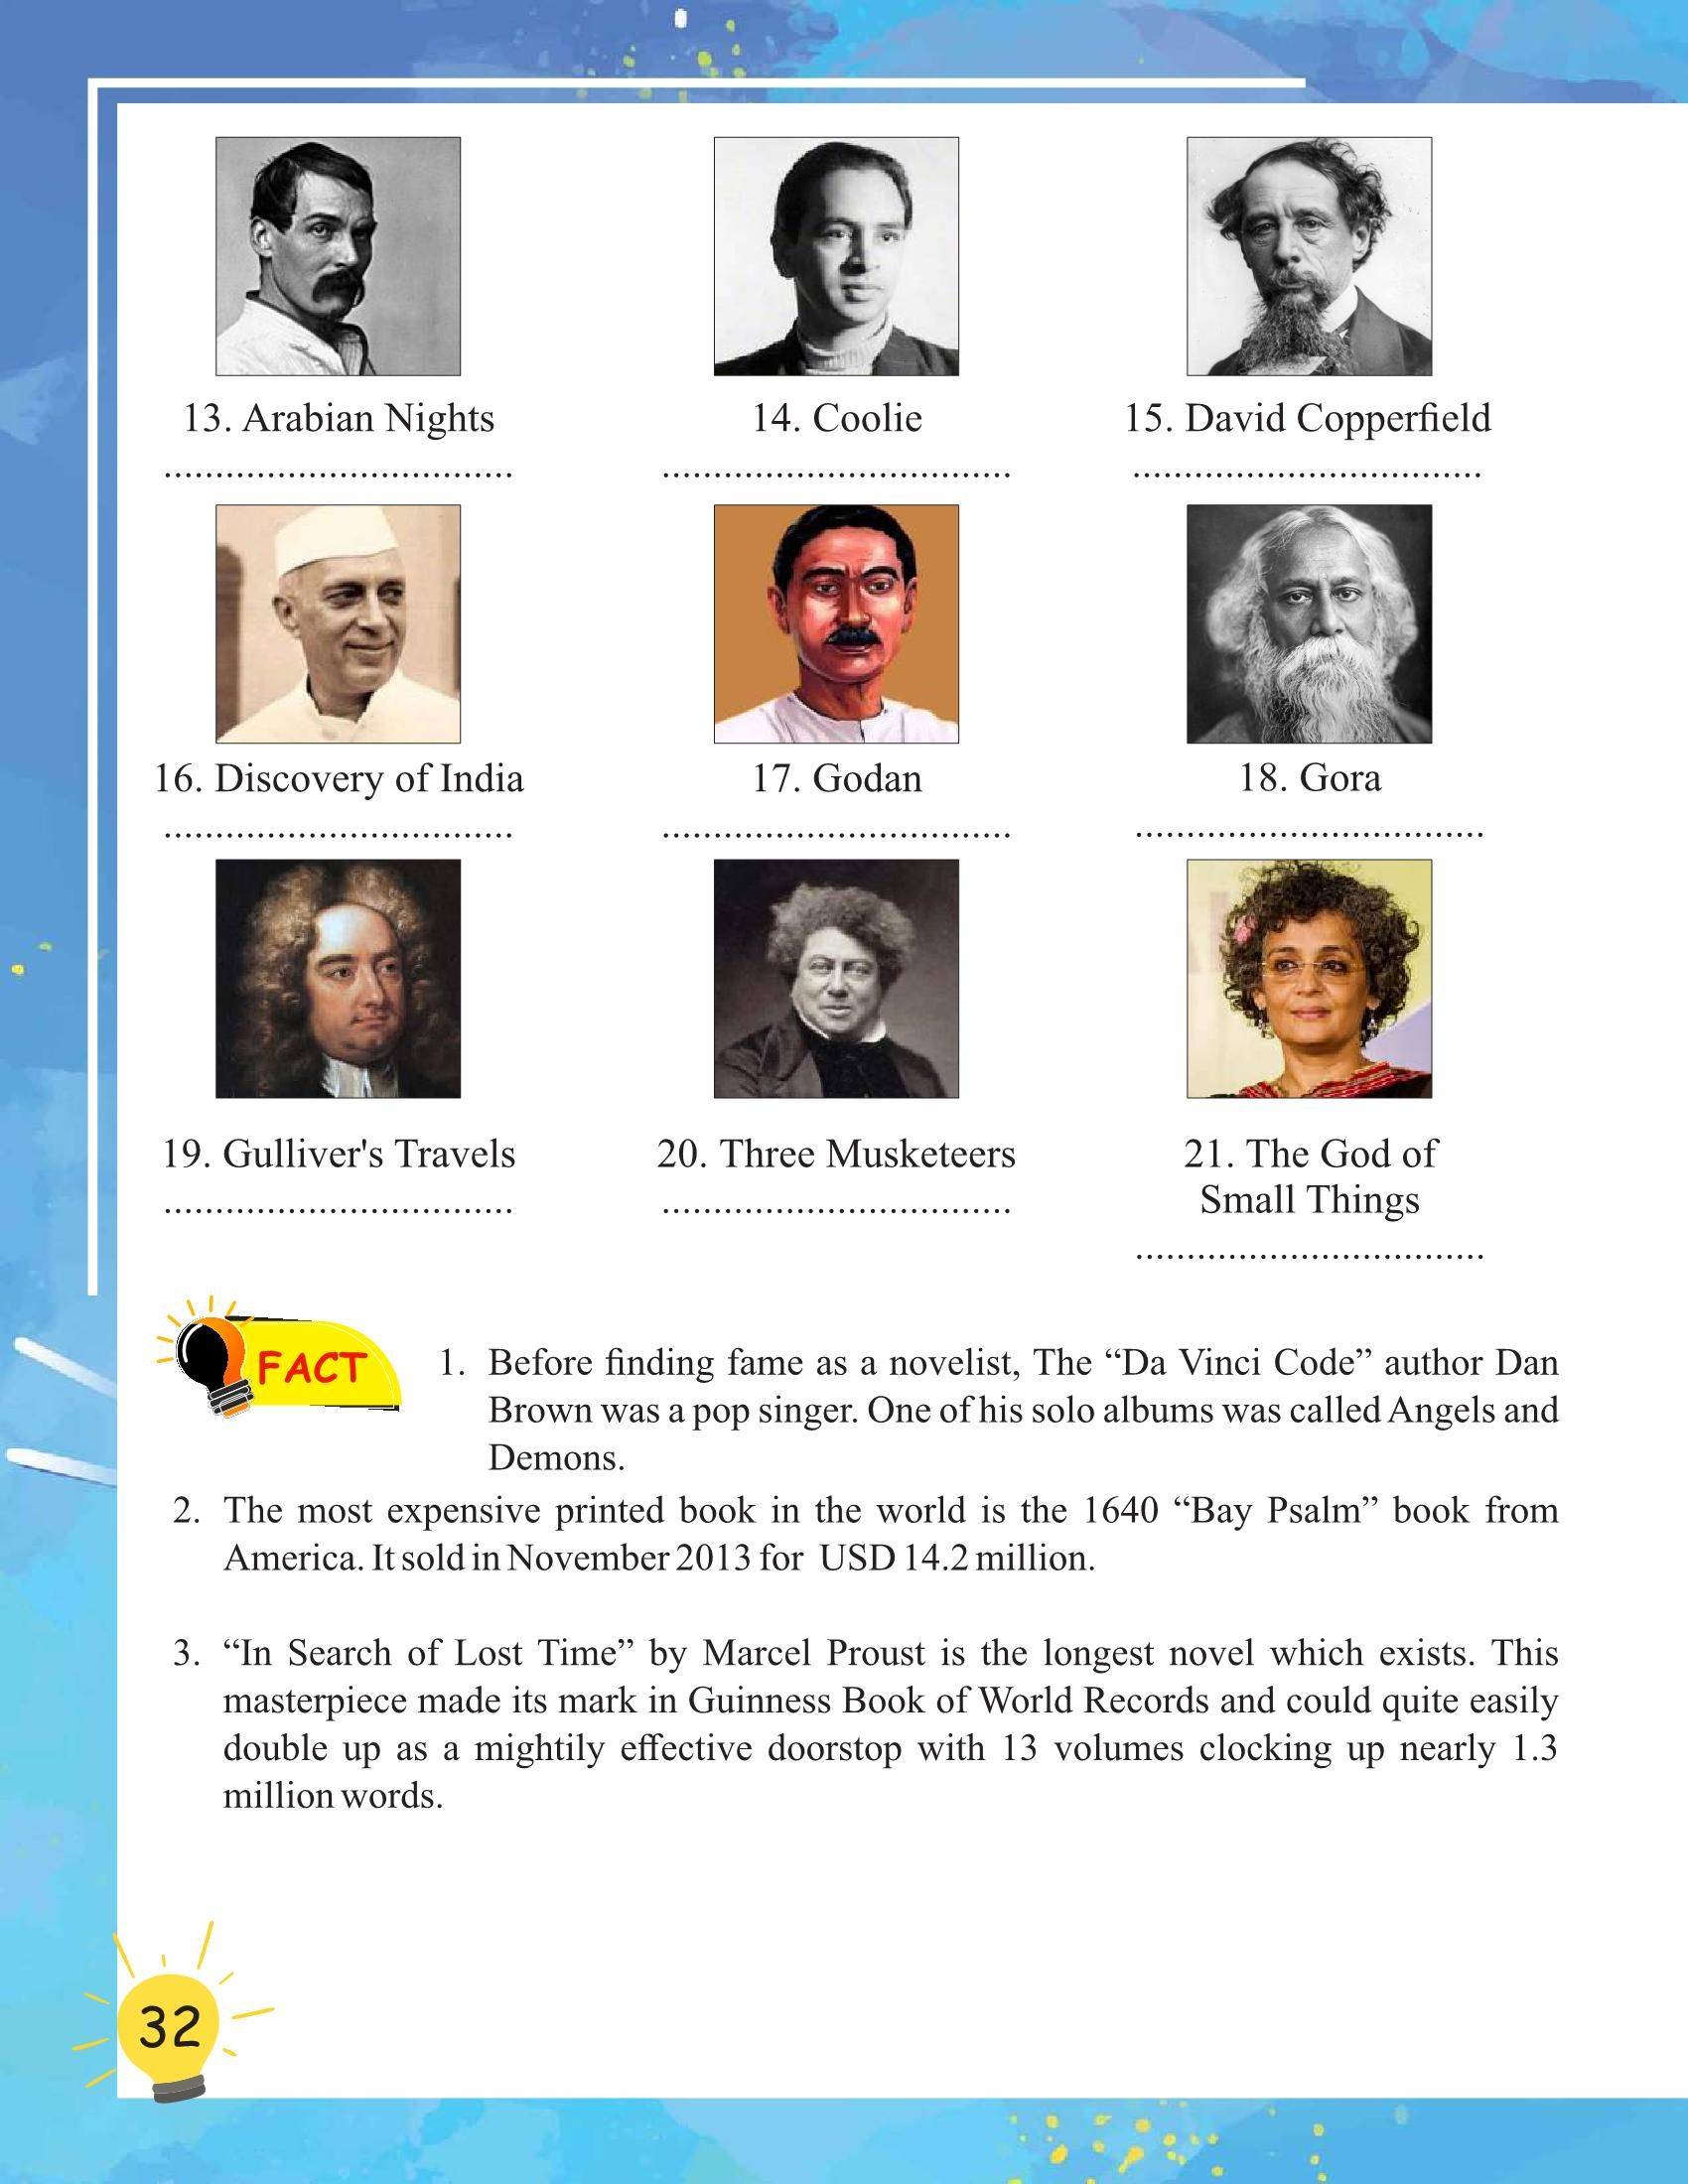 13. Arabian Nights
14. Coolie
15. David Copperfield
..................................
..................................
..................................
16. Discovery of India
17. Godan
18. Gora
..................................
..................................
..................................
19. Gulliver's Travels
20. Three Musketeers
21. The God of
Small Things
..................................
..................................
..................................
FACT
1. Before finding fame as a novelist, The “Da Vinci Code” author Dan
Brown was a pop singer. One of his solo albums was called Angels and
Demons.
2. The most expensive printed book in the world is the 1640 “Bay Psalm” book from
America. It sold in November 2013 for USD 14.2 million.
3. “In Search of Lost Time” by Marcel Proust is the longest novel which exists. This
masterpiece made its mark in Guinness Book of World Records and could quite easily
double up as a mightily effective doorstop with 13 volumes clocking up nearly 1.3
million words.
32